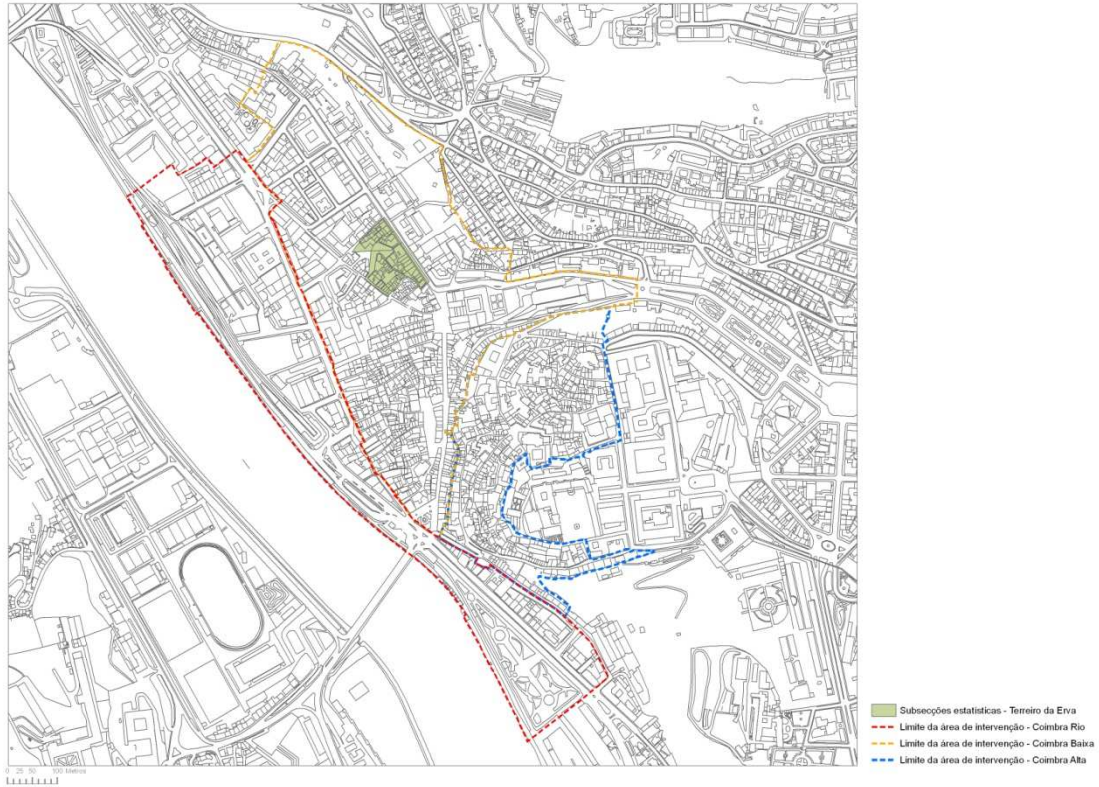 Subsecções estatísticas - Terreiro da Erva
Limite da área de intervenção - Coimbra Rio
Limite da área de intervenção - Coimbra Baixa
Limite da área de intervenção - Coimbra Alta
0 25 50 100 Metros